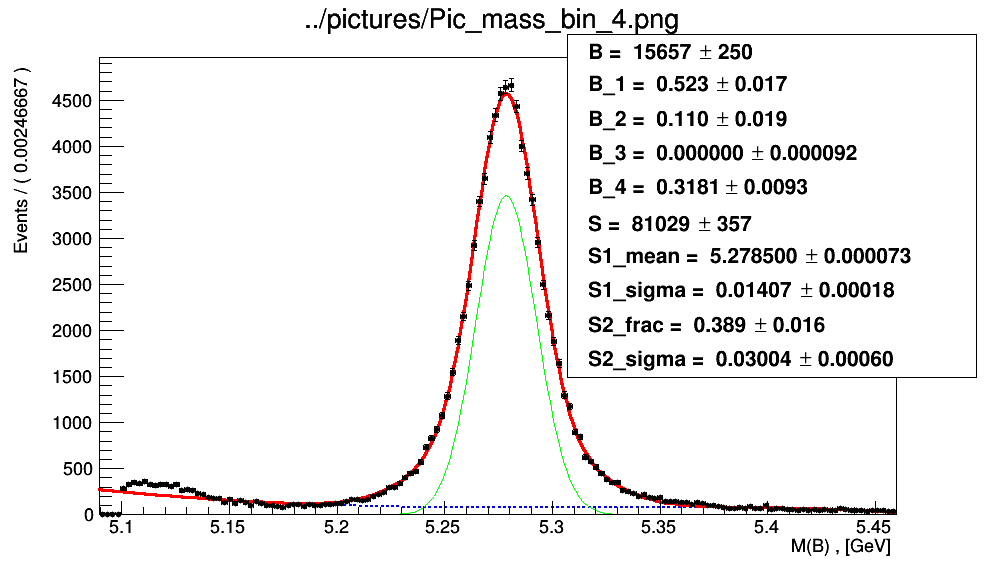 ../pictures/Pic_mass_bin_4.png
B = 15657 ± 250
B_1 = 0.523 ± 0.017
B_2 = 0.110 ± 0.019
B_3 = 0.000000 ± 0.000092
B_4 = 0.3181 ± 0.0093
S = 81029 ± 357
S1_mean = 5.278500 ± 0.000073
S1_sigma = 0.01407 ± 0.00018
S2_frac = 0.389 ± 0.016
S2_sigma = 0.03004 ± 0.00060
Events / ( 0.00246667 )
4500
4000
3500
3000
2500
2000
1500
1000
500
0
5.1 5.15 5.2 5.25 5.3 5.35 5.4 5.45
M(B) , [GeV]